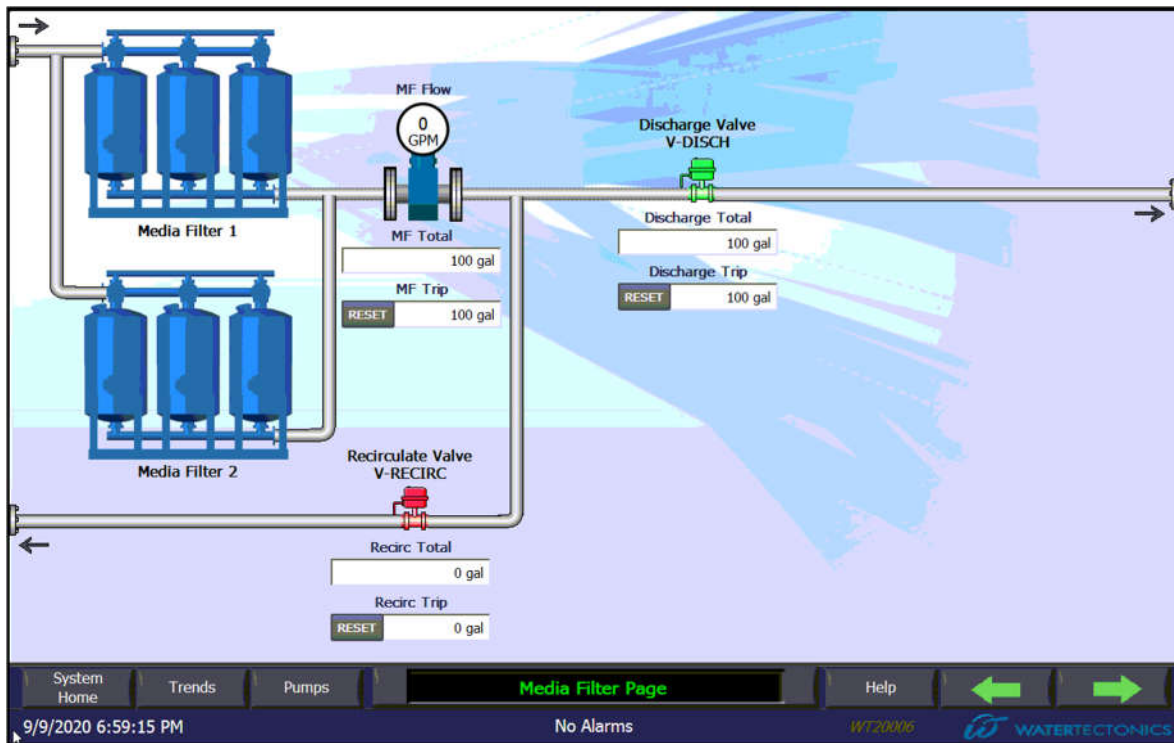 MF Flow
0
GPM
Discharge Valve
V-DISCH
Media Filter 1
MF Total
100 gal
MF Trip
RESET 100 gal
Discharge Total
100 gal
Discharge Trip
RESET 100 gal
Media Filter 2
Recirculate Valve
V-RECIRC
Recirc Total
0 gal
Recirc Trip
RESET 0 gal
System
Home
Trends
Pumps
Media Filter Page
Help
9/9/2020 6:59:15 PM
No Alarms
WT20006
WATERTECTONICS